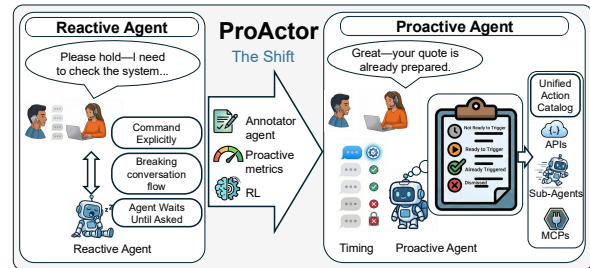 Reactive Agent
Please hold—I need
to check the system...
Command
Explicitly
Breaking
conversation
flow
Agent Waits
Until Asked
Reactive Agent
ProActor
The Shift
Annotator
agent
Proactive
metrics
RL
Proactive Agent
Great—your quote is
already prepared.
Not Ready to Trigger
Ready to Trigger
Already Triggered
Dismissed
Timing
Proactive Agent
Unified
Action
Catalog
{..}
APIs
Sub-Agents
MCPs